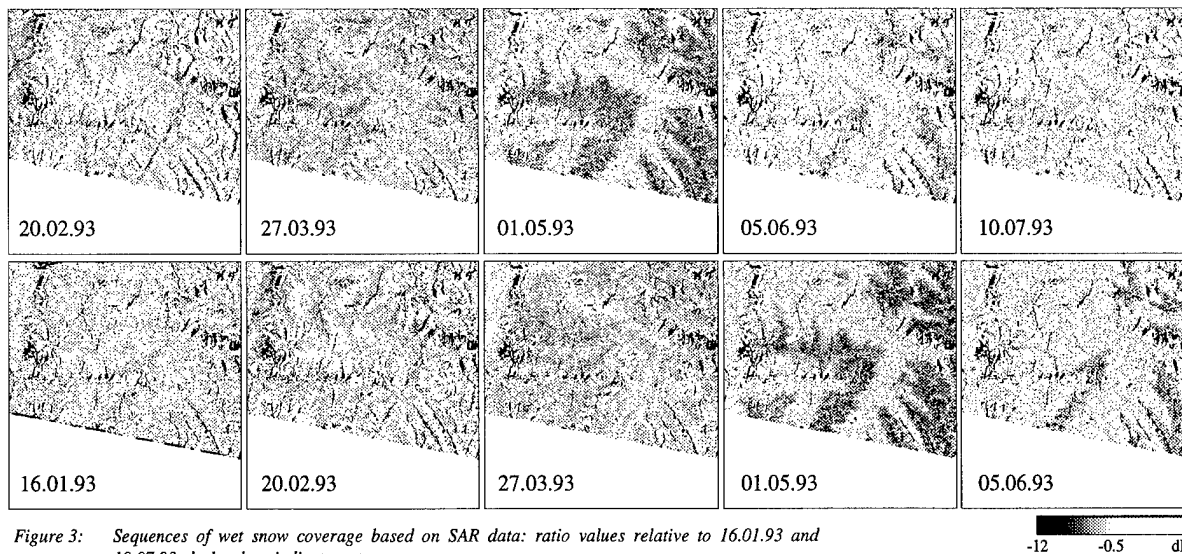 20.02.93 27.03.93 01.05.93 05.06.93 10.07.93
16.01.93 20.02.93 27.03.93 01.05.93 05.06.93
Figure 3: Sequences of wet snow coverage based on SAR data: ratio values relative to 16.01.93 and
-12 -0.5